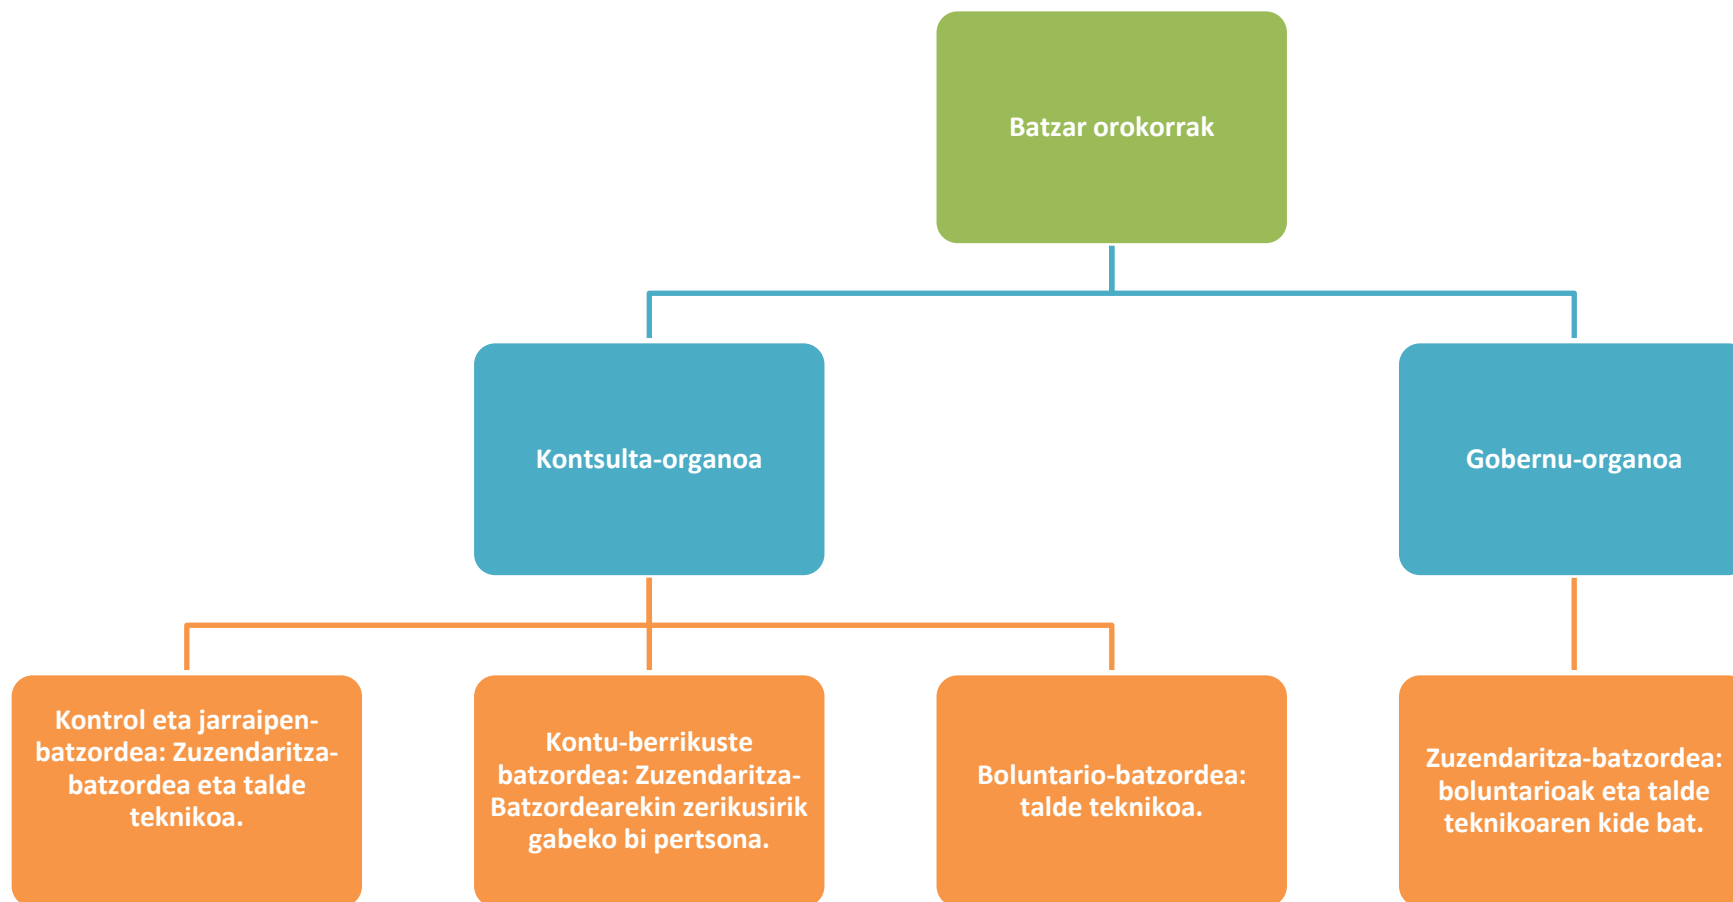 Batzar orokorrak
Kontsulta-organoa
Gobernu-organoa
Kontrol eta jarraipen-
batzordea: Zuzendaritza-
batzordea eta talde
teknikoa.
Kontu-berrikuste
batzordea: Zuzendaritza-
Batzordearekin zerikusirik
gabeko bi pertsona.
Boluntario-batzordea:
talde teknikoa.
Zuzendaritza-batzordea:
boluntarioak eta talde
teknikoaren kide bat.